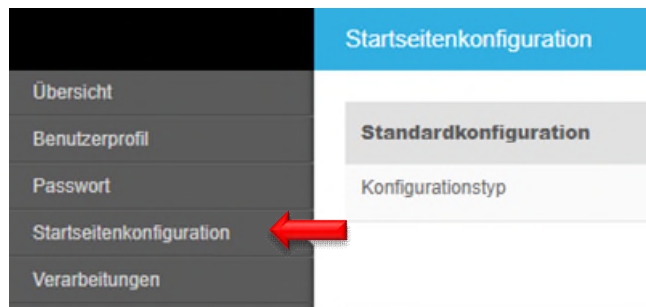 Startseitenkonfiguration
Übersicht
Benutzerprofil
Passwort
Startseitenkonfiguration
Verarbeitungen
Standardkonfiguration
Konfigurationstyp